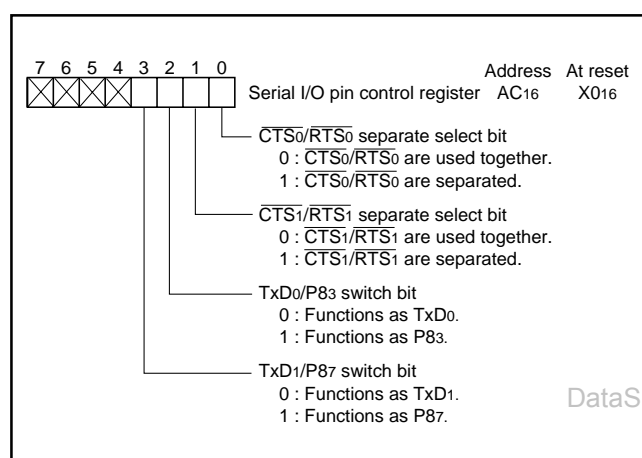 Address At reset
7 6 5 4 3 2 1 0
Serial I/O pin control register AC16 X016
CTS0/RTS0 separate select bit
0 : CTS0/RTS0 are used together.
1 : CTS0/RTS0 are separated.
CTS1/RTS1 separate select bit
0 : CTS1/RTS1 are used together.
1 : CTS1/RTS1 are separated.
TxD0/P83 switch bit
0 : Functions as TxD0.
1 : Functions as P83.
TxD1/P87 switch bit
0 : Functions as TxD1.
1 : Functions as P87.
DataS